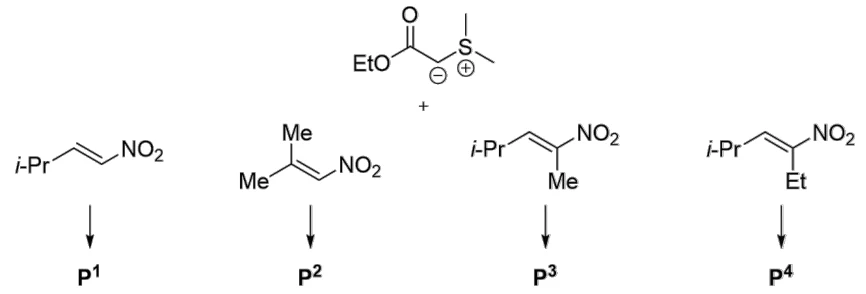 O
EtO
S
⊖ ⊕
+
i-Pr NO2
Me
Me NO2
i-Pr NO2
Me
i-Pr NO2
Et
P1 P2 P3 P4